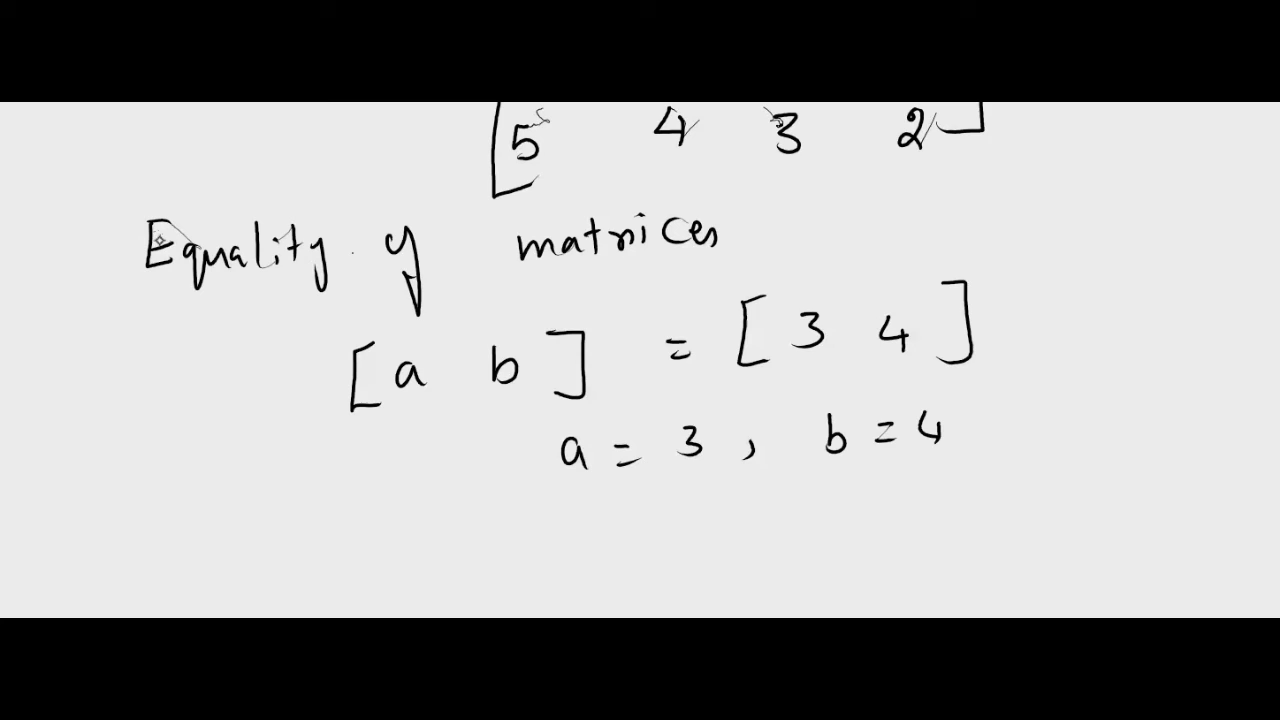 [5 4 3 2]
Equality of matrices
[a b] = [3 4]
a = 3, b = 4